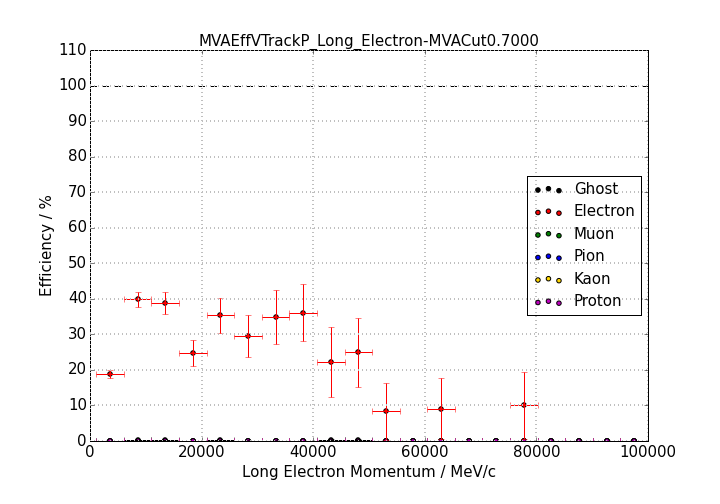 MVAEffVTrackP_Long_Electron-MVACut0.7000
110
100
90
80
70
60
50
40
30
20
10
0
Efficiency / %
Ghost
Electron
Muon
Pion
Kaon
Proton
0 20000 40000 60000 80000 100000
Long Electron Momentum / MeV/c